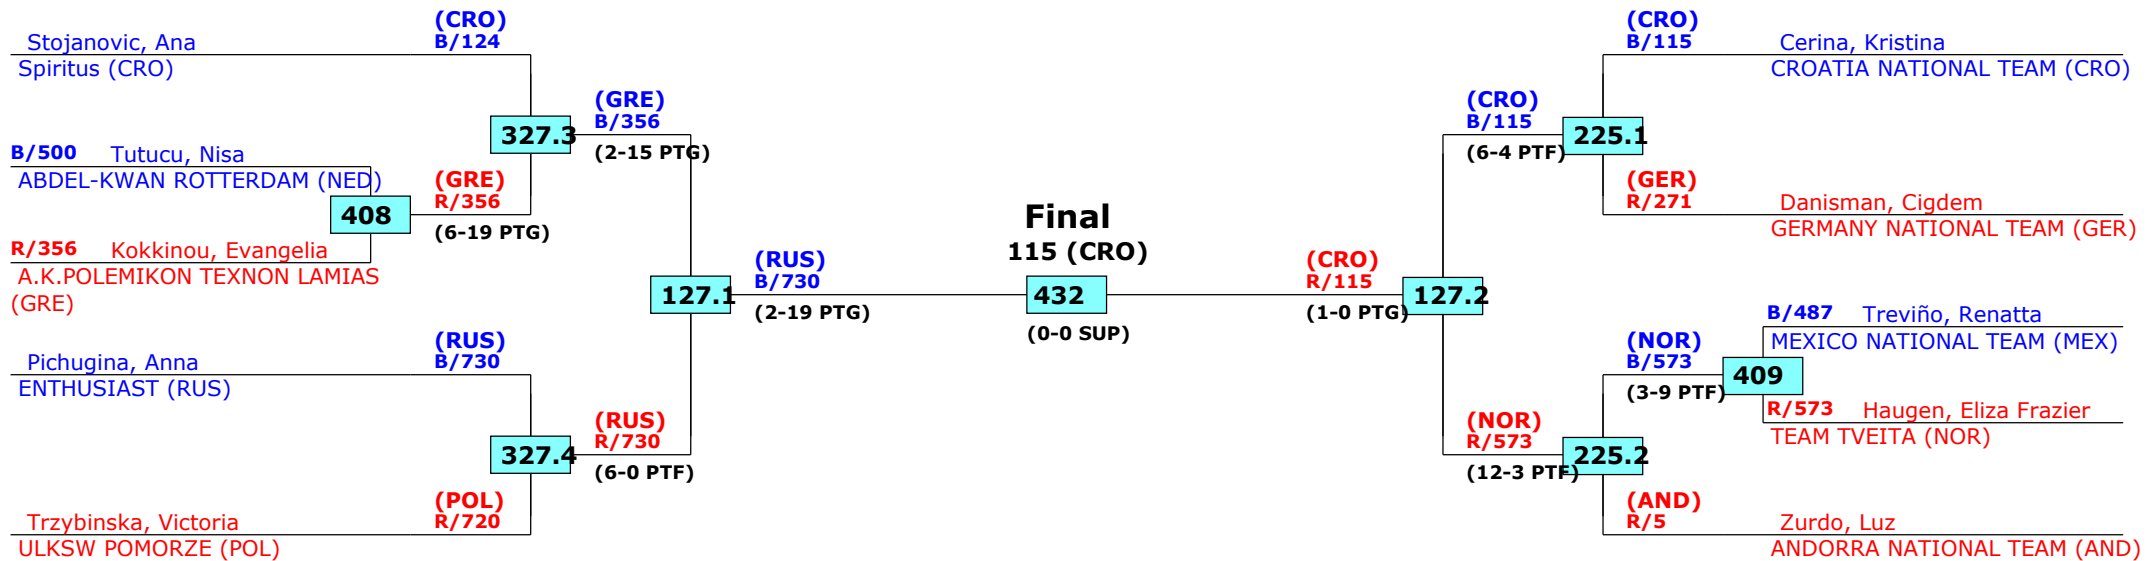 (CRO)
B/124
Stojanovic, Ana
Spiritus (CRO)
327.3
(GRE)
B/356
(2-15 PTG)
B/500 Tutucu, Nisa
ABDEL-KWAN ROTTERDAM (NED)
408
(GRE)
R/356
(6-19 PTG)
R/356 Kokkinou, Evangelia
A.K.POLEMIKON TEXNON LAMIAS
(GRE)
127.1
(RUS)
B/730
(2-19 PTG)
(RUS)
B/730
Pichugina, Anna
ENTHUSIAST (RUS)
327.4
(RUS)
R/730
(6-0 PTF)
(POL)
R/720
Trzybinska, Victoria
ULKSW POMORZE (POL)
Final
115 (CRO)
432
(0-0 SUP)
(CRO)
B/115
Cerina, Kristina
CROATIA NATIONAL TEAM (CRO)
(CRO)
B/115
(6-4 PTF)
225.1
(GER)
R/271
Danisman, Cigdem
GERMANY NATIONAL TEAM (GER)
(CRO)
R/115
(1-0 PTG)
127.2
B/487 Treviño, Renatta
MEXICO NATIONAL TEAM (MEX)
(NOR)
B/573
(3-9 PTF)
409
R/573 Haugen, Eliza Frazier
TEAM TVEITA (NOR)
(NOR)
R/573
(12-3 PTF)
225.2
(AND)
R/5
Zurdo, Luz
ANDORRA NATIONAL TEAM (AND)